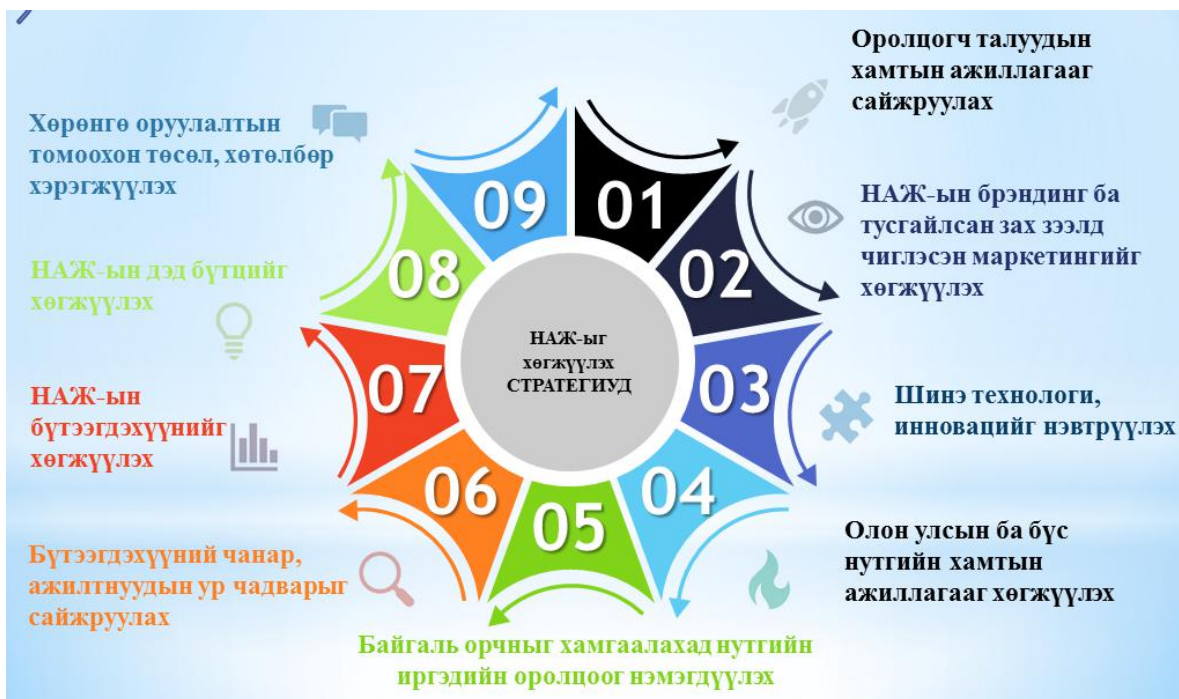 Оролцогч талуудын
хамтын ажиллагааг
сайжруулах
01
НАЖ-ын брэндинг ба
тусгайлсан зах зээлд
чиглэсэн маркетингийг
хөгжүүлэх
02
Шинэ технологи,
инновацийг нэвтрүүлэх
03
Олон улсын ба бүс
нутгийн хамтын
ажиллагааг хөгжүүлэх
04
Байгаль орчныг хамгаалахад нутгийн
иргэдийн оролцоог нэмэгдүүлэх
05
Бүтээгдэхүүний чанар,
ажилтнуудын ур чадварыг
сайжруулах
06
НАЖ-ын
бүтээгдэхүүнийг
хөгжүүлэх
07
НАЖ-ын дэд бүтцийг
хөгжүүлэх
08
Хөрөнгө оруулалтын
томоохон төсөл, хөтөлбөр
хэрэгжүүлэх
09
НАЖ-ыг
хөгжүүлэх
СТРАТЕГИУД